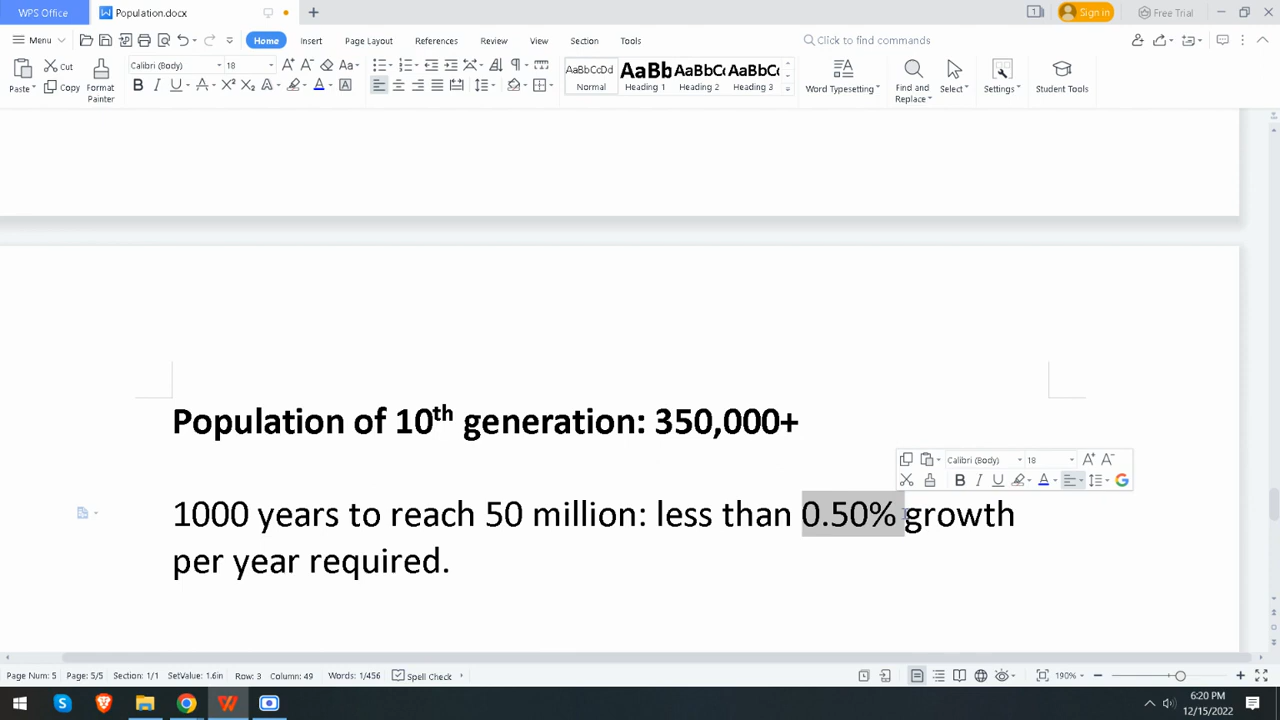 WPS Office
Population.docx
1
Sign in
Free Trial
Menu
Home
Insert
Page Layout
References
Review
View
Section
Tools
Click to find commands
Paste
Cut
Copy
Format Painter
Calibri (Body)
18
AaBbCcDd
Normal
AaBb
Heading 1
AaBbCc
Heading 2
AaBbCc
Heading 3
Word Typesetting
Find and Replace
Select
Settings
Student Tools
Population of 10th generation: 350,000+
Calibri (Body)
18
1000 years to reach 50 million: less than 0.50% growth
per year required.
Page Num: 5
Page: 5/5
Section: 1/1
Row: 3
Column: 49
Words: 1/456
Spell Check
190%
6:20 PM
12/15/2022